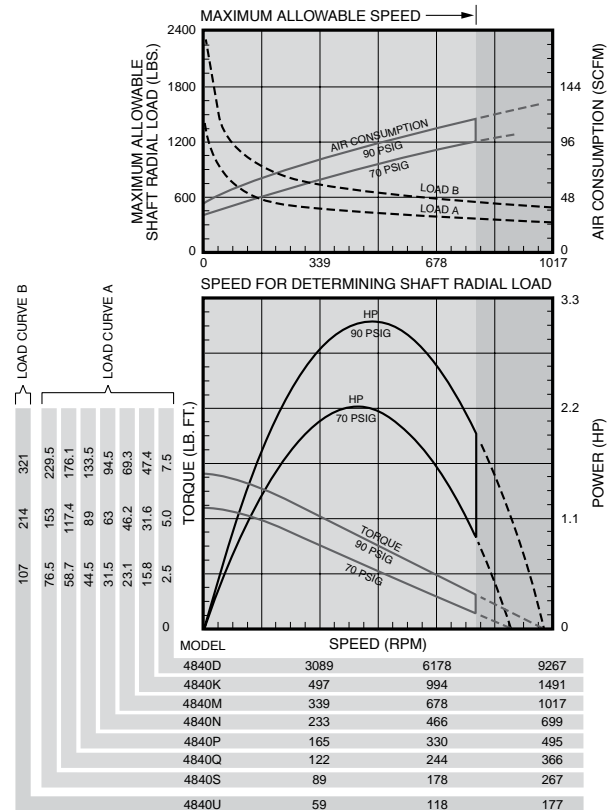 MAXIMUM ALLOWABLE SPEED
MAXIMUM ALLOWABLE
SHAFT RADIAL LOAD (LBS.)
2400
1800
1200
600
0
AIR CONSUMPTION
90 PSIG
70 PSIG
LOAD B
LOAD A
144
96
48
0
AIR CONSUMPTION (SCFM)
0 339 678 1017
SPEED FOR DETERMINING SHAFT RADIAL LOAD
LOAD CURVE B
LOAD CURVE A
321 229.5 176.1 133.5 94.5 69.3 47.4 7.5
214 153 117.4 89 63 46.2 31.6 5.0
107 76.5 58.7 44.5 31.5 23.1 15.8 2.5
0
TORQUE (LB. FT.)
HP
90 PSIG
HP
70 PSIG
TORQUE
90 PSIG
70 PSIG
3.3
2.2
1.1
0
POWER (HP)
MODEL SPEED (RPM)
4840D 3089 6178 9267
4840K 497 994 1491
4840M 339 678 1017
4840N 233 466 699
4840P 165 330 495
4840Q 122 244 366
4840S 89 178 267
4840U 59 118 177